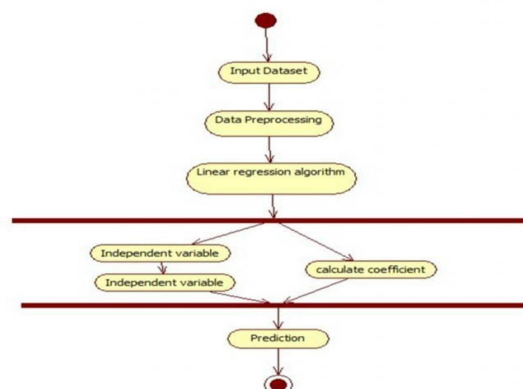 Input Dataset
Data Preprocessing
Linear regression algorithm
Independent variable
Independent variable
calculate coefficient
Prediction